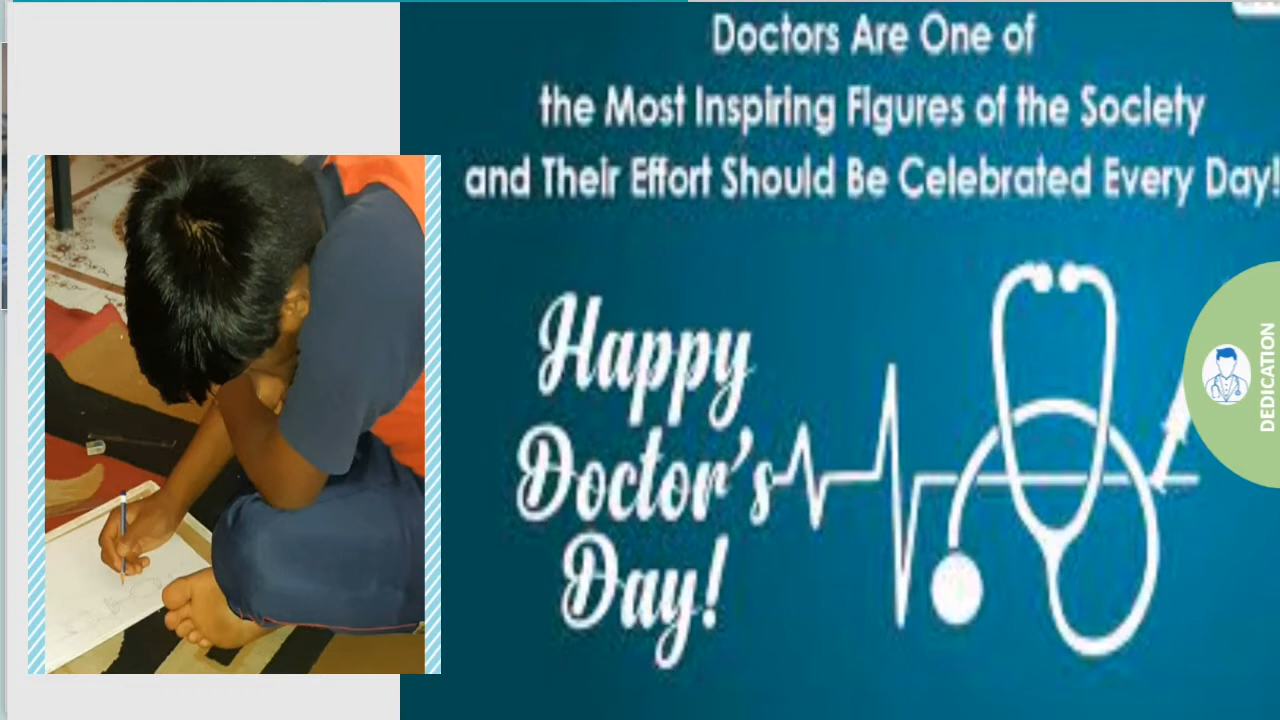 Doctors Are One of
the Most Inspiring Figures of the Society
and Their Effort Should Be Celebrated Every Day!
Happy
Doctor's
Day!
DEDICATION